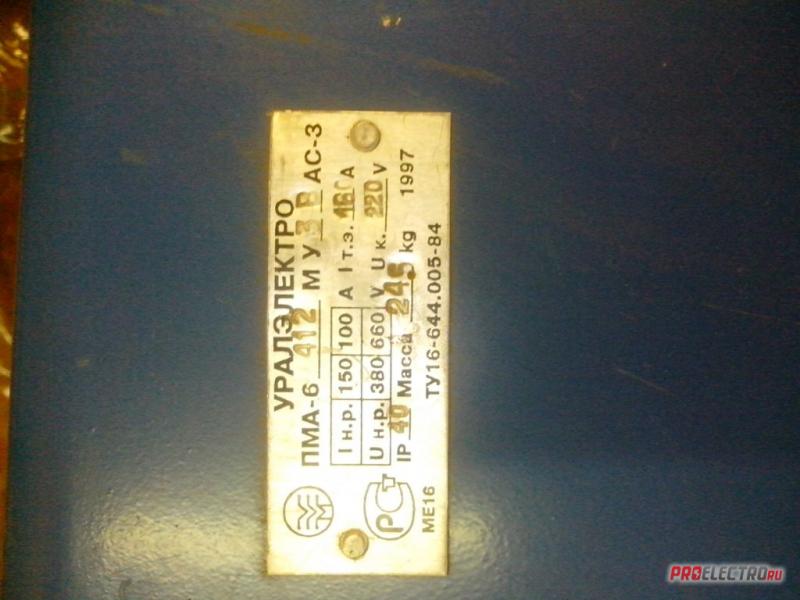 УРАЛЭЛЕКТРО
ПМА-6 412 М У3 В АС-3
I н.р. 150 100 А I т.э. 160 А
U н.р. 380 660 V U к. 220 V
IP 40 Масса 24,5 kg 1997
МЕ16 ТУ16-644.005-84
PROELECTRO.RU